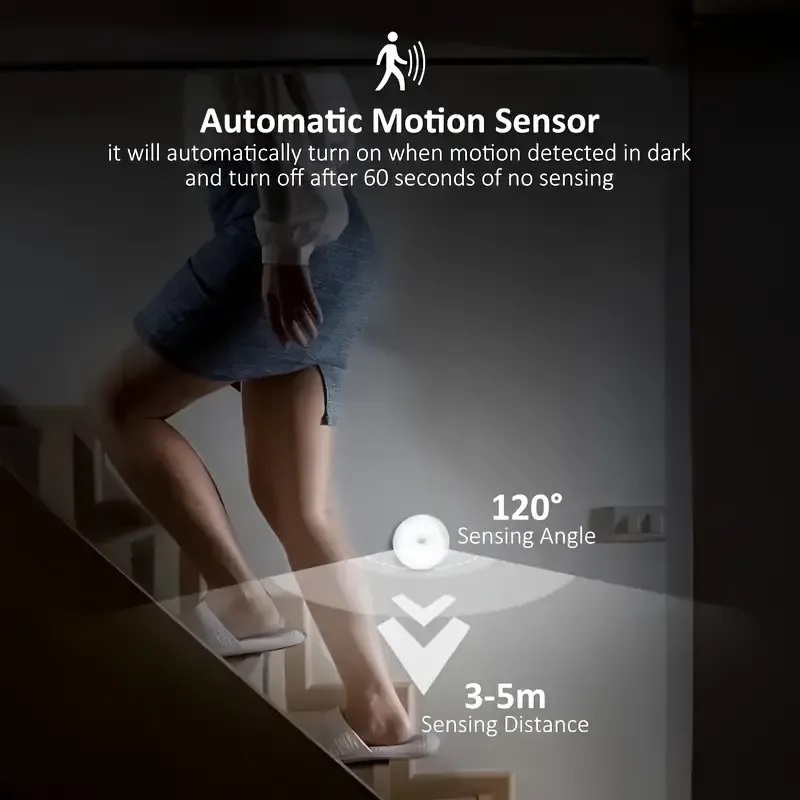 Automatic Motion Sensor
it will automatically turn on when motion detected in dark
and turn off after 60 seconds of no sensing
120°
Sensing Angle
3-5m
Sensing Distance